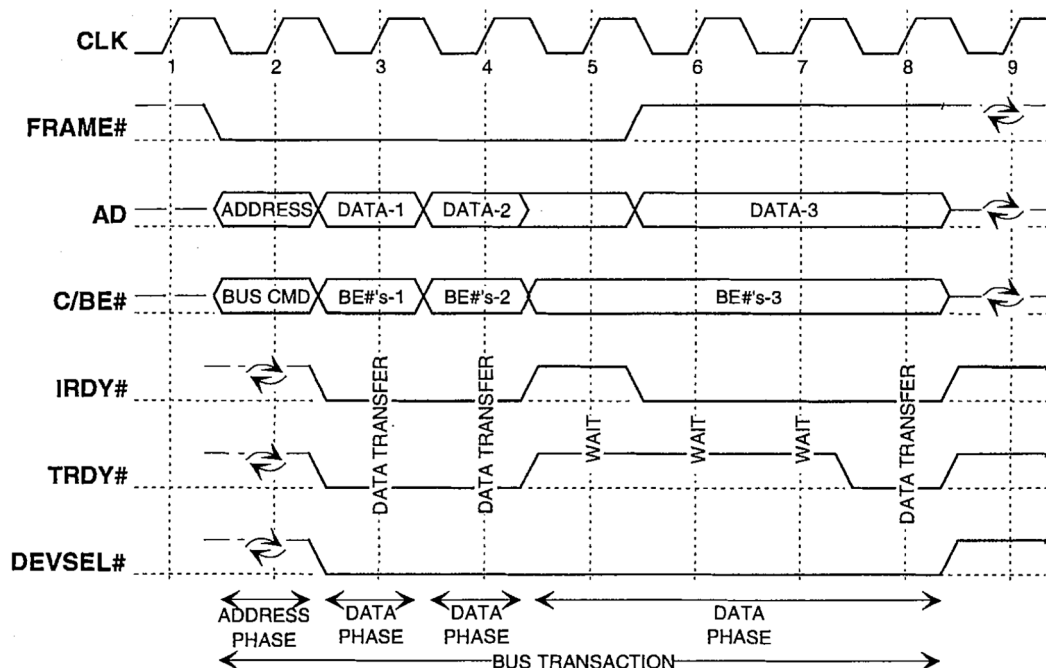 CLK
1 2 3 4 5 6 7 8 9
FRAME#
AD
ADDRESS DATA-1 DATA-2 DATA-3
C/BE#
BUS CMD BE#'s-1 BE#'s-2 BE#'s-3
IRDY#
TRDY#
DATA TRANSFER
DATA TRANSFER
WAIT
WAIT
WAIT
DATA TRANSFER
DEVSEL#
ADDRESS PHASE
DATA PHASE
DATA PHASE
DATA PHASE
BUS TRANSACTION